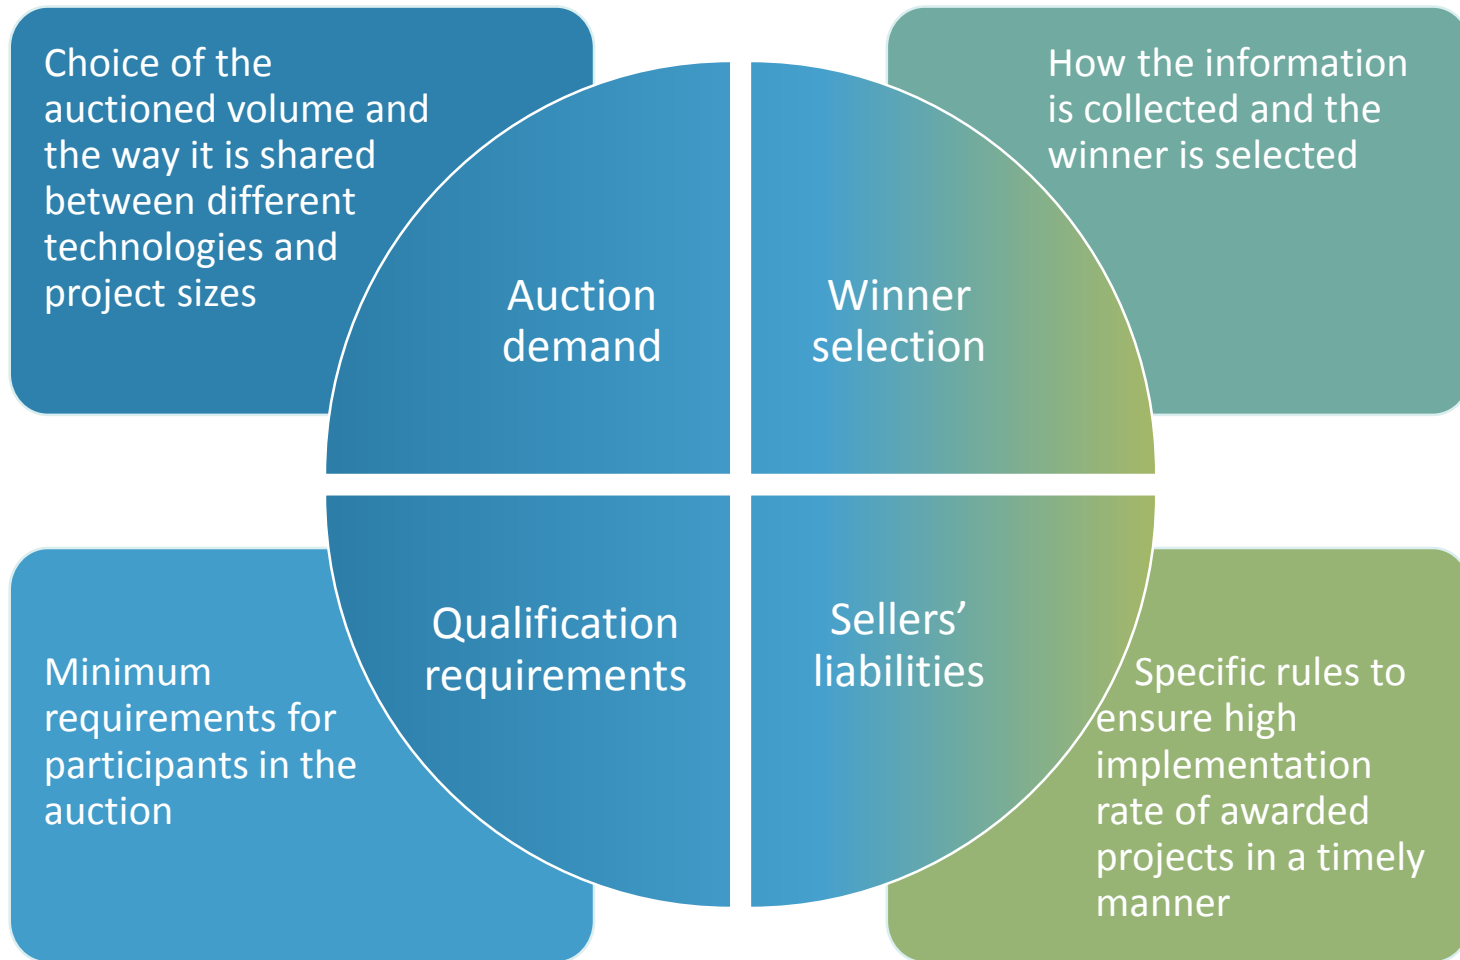 Choice of the
auctioned volume and
the way it is shared
between different
technologies and
project sizes
Auction
demand
How the information
is collected and the
winner is selected
Winner
selection
Minimum
requirements for
participants in the
auction
Qualification
requirements
Specific rules to
ensure high
implementation
rate of awarded
projects in a timely
manner
Sellers’
liabilities